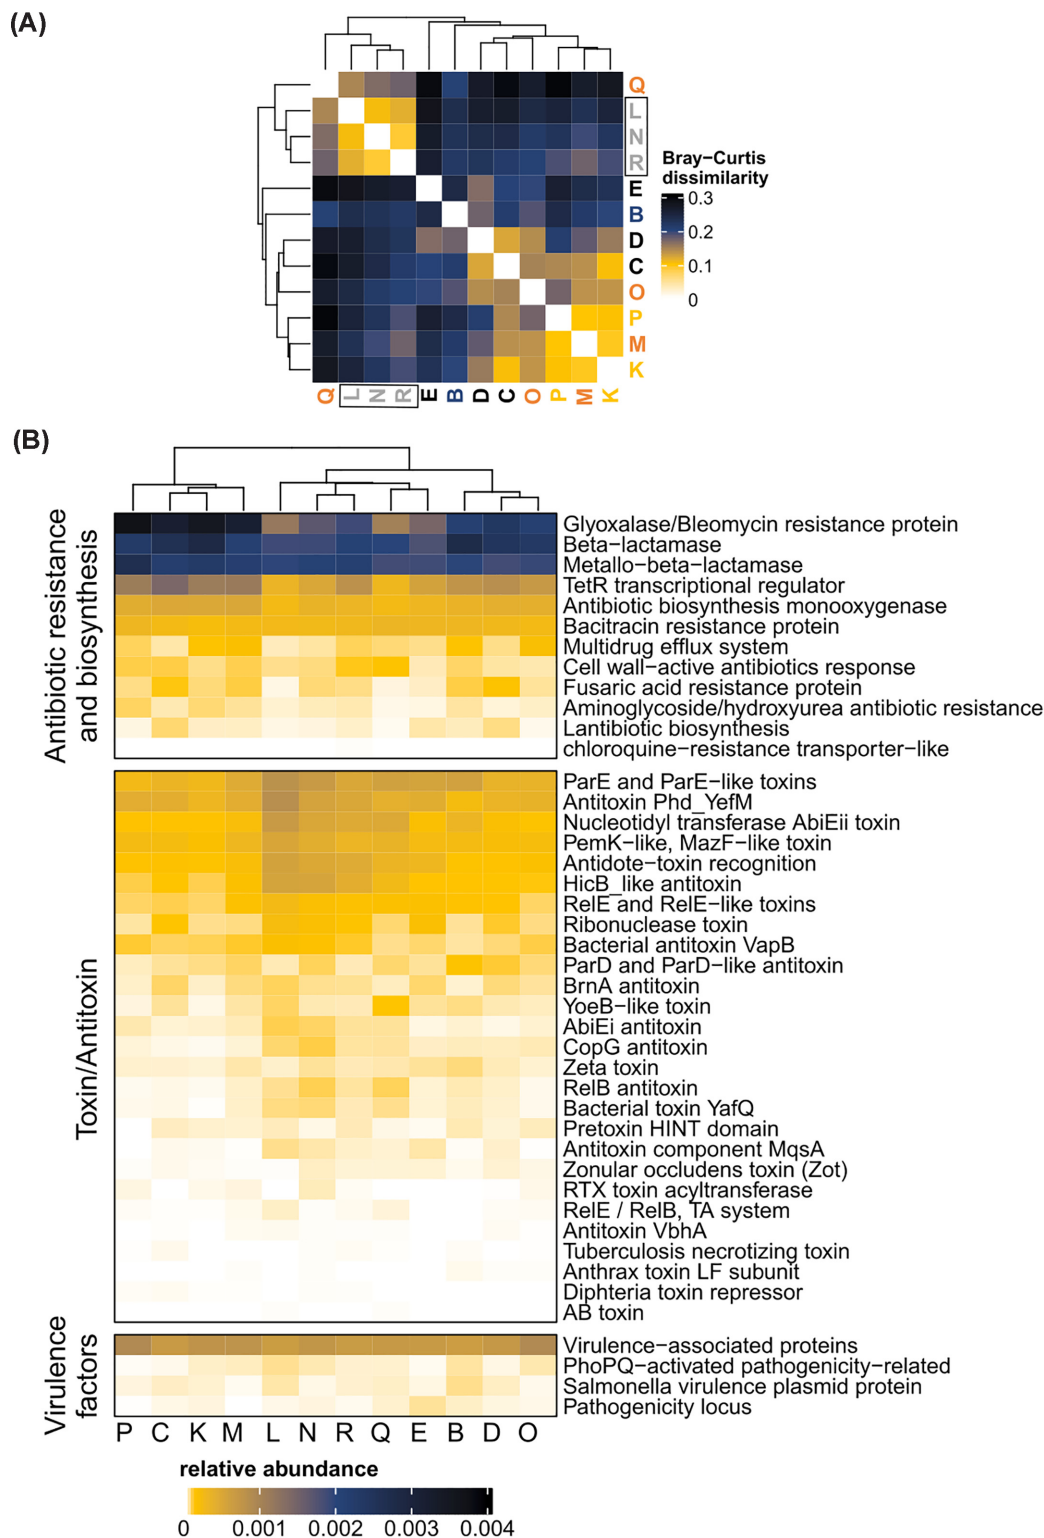 (A)
Q
L
N
R
E
B
D
C
O
P
M
K
Bray−Curtis
dissimilarity
0.3
0.2
0.1
0
Q L N R E B D C O P M K
(B)
Antibiotic resistance
and biosynthesis
Glyoxalase/Bleomycin resistance protein
Beta−lactamase
Metallo−beta−lactamase
TetR transcriptional regulator
Antibiotic biosynthesis monooxygenase
Bacitracin resistance protein
Multidrug efflux system
Cell wall−active antibiotics response
Fusaric acid resistance protein
Aminoglycoside/hydroxyurea antibiotic resistance
Lantibiotic biosynthesis
chloroquine−resistance transporter−like
Toxin/Antitoxin
ParE and ParE−like toxins
Antitoxin Phd_YefM
Nucleotidyl transferase AbiEii toxin
PemK−like, MazF−like toxin
Antidote−toxin recognition
HicB_like antitoxin
RelE and RelE−like toxins
Ribonuclease toxin
Bacterial antitoxin VapB
ParD and ParD−like antitoxin
BrnA antitoxin
YoeB−like toxin
AbiEi antitoxin
CopG antitoxin
Zeta toxin
RelB antitoxin
Bacterial toxin YafQ
Pretoxin HINT domain
Antitoxin component MqsA
Zonular occludens toxin (Zot)
RTX toxin acyltransferase
RelE / RelB, TA system
Antitoxin VbhA
Tuberculosis necrotizing toxin
Anthrax toxin LF subunit
Diphteria toxin repressor
AB toxin
Virulence
factors
Virulence−associated proteins
PhoPQ−activated pathogenicity−related
Salmonella virulence plasmid protein
Pathogenicity locus
P C K M L N R Q E B D O
relative abundance
0 0.001 0.002 0.003 0.004